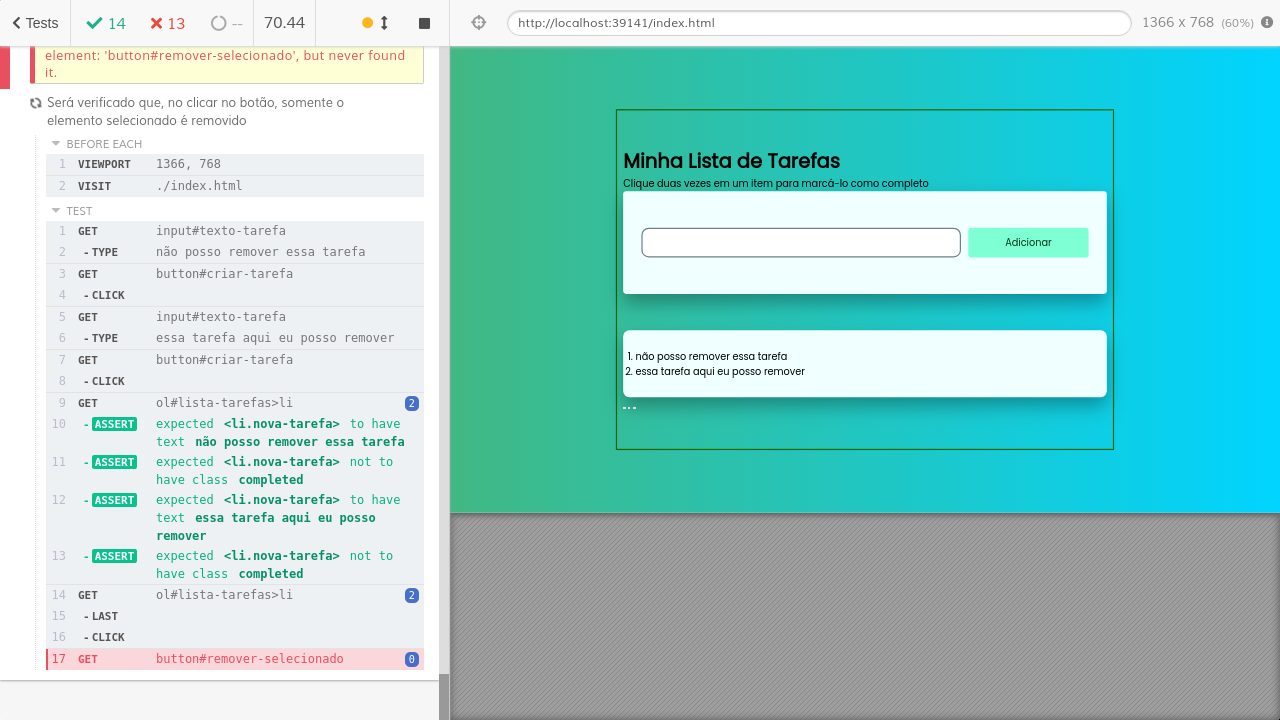 Tests
14
13
--
70.44
http://localhost:39141/index.html
1366 x 768 (60%)
element: 'button#remover-selecionado', but never found
it.
Será verificado que, no clicar no botão, somente o
elemento selecionado é removido
BEFORE EACH
1 VIEWPORT 1366, 768
2 VISIT ./index.html
TEST
1 GET input#texto-tarefa
2 -TYPE não posso remover essa tarefa
3 GET button#criar-tarefa
4 -CLICK
5 GET input#texto-tarefa
6 -TYPE essa tarefa aqui eu posso remover
7 GET button#criar-tarefa
8 -CLICK
9 GET ol#lista-tarefas>li 2
10 -ASSERT expected <li.nova-tarefa> to have
text não posso remover essa tarefa
11 -ASSERT expected <li.nova-tarefa> not to
have class completed
12 -ASSERT expected <li.nova-tarefa> to have
text essa tarefa aqui eu posso
remover
13 -ASSERT expected <li.nova-tarefa> not to
have class completed
14 GET ol#lista-tarefas>li 2
15 -LAST
16 -CLICK
17 GET button#remover-selecionado 0
Minha Lista de Tarefas
Clique duas vezes em um item para marcá-lo como completo
Adicionar
1. não posso remover essa tarefa
2. essa tarefa aqui eu posso remover
...